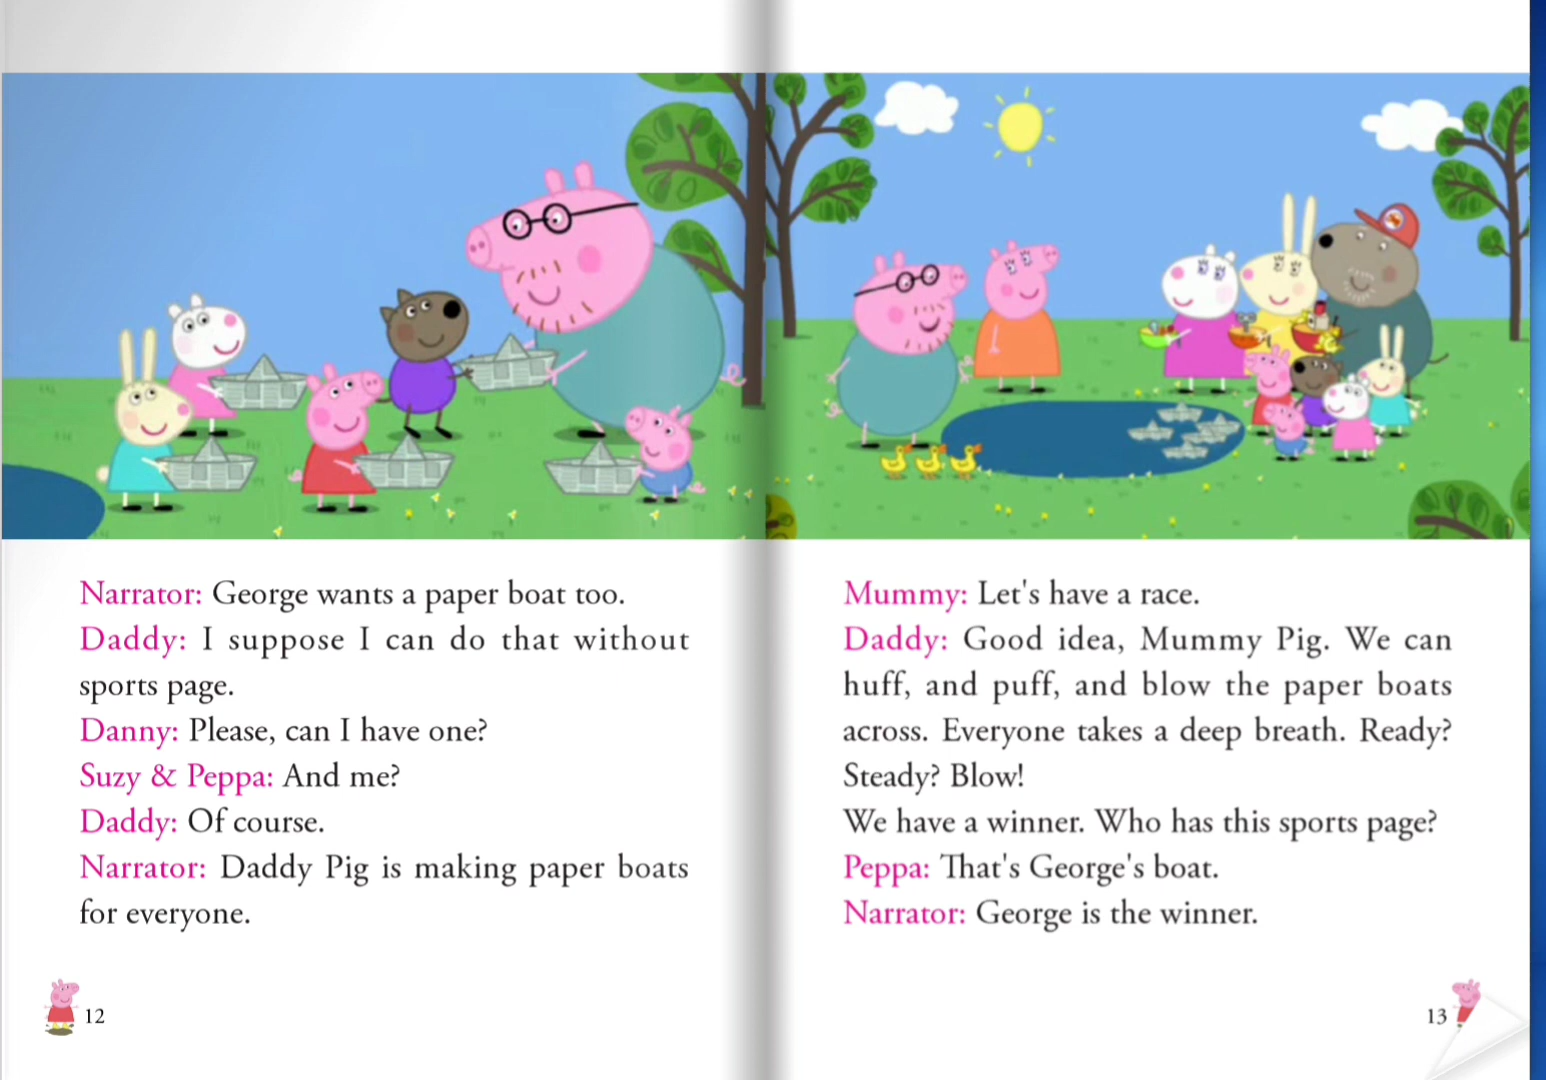 Narrator: George wants a paper boat too.
Daddy: I suppose I can do that without
sports page.
Danny: Please, can I have one?
Suzy & Peppa: And me?
Daddy: Of course.
Narrator: Daddy Pig is making paper boats
for everyone.
12
Mummy: Let's have a race.
Daddy: Good idea, Mummy Pig. We can
huff, and puff, and blow the paper boats
across. Everyone takes a deep breath. Ready?
Steady? Blow!
We have a winner. Who has this sports page?
Peppa: That's George's boat.
Narrator: George is the winner.
13